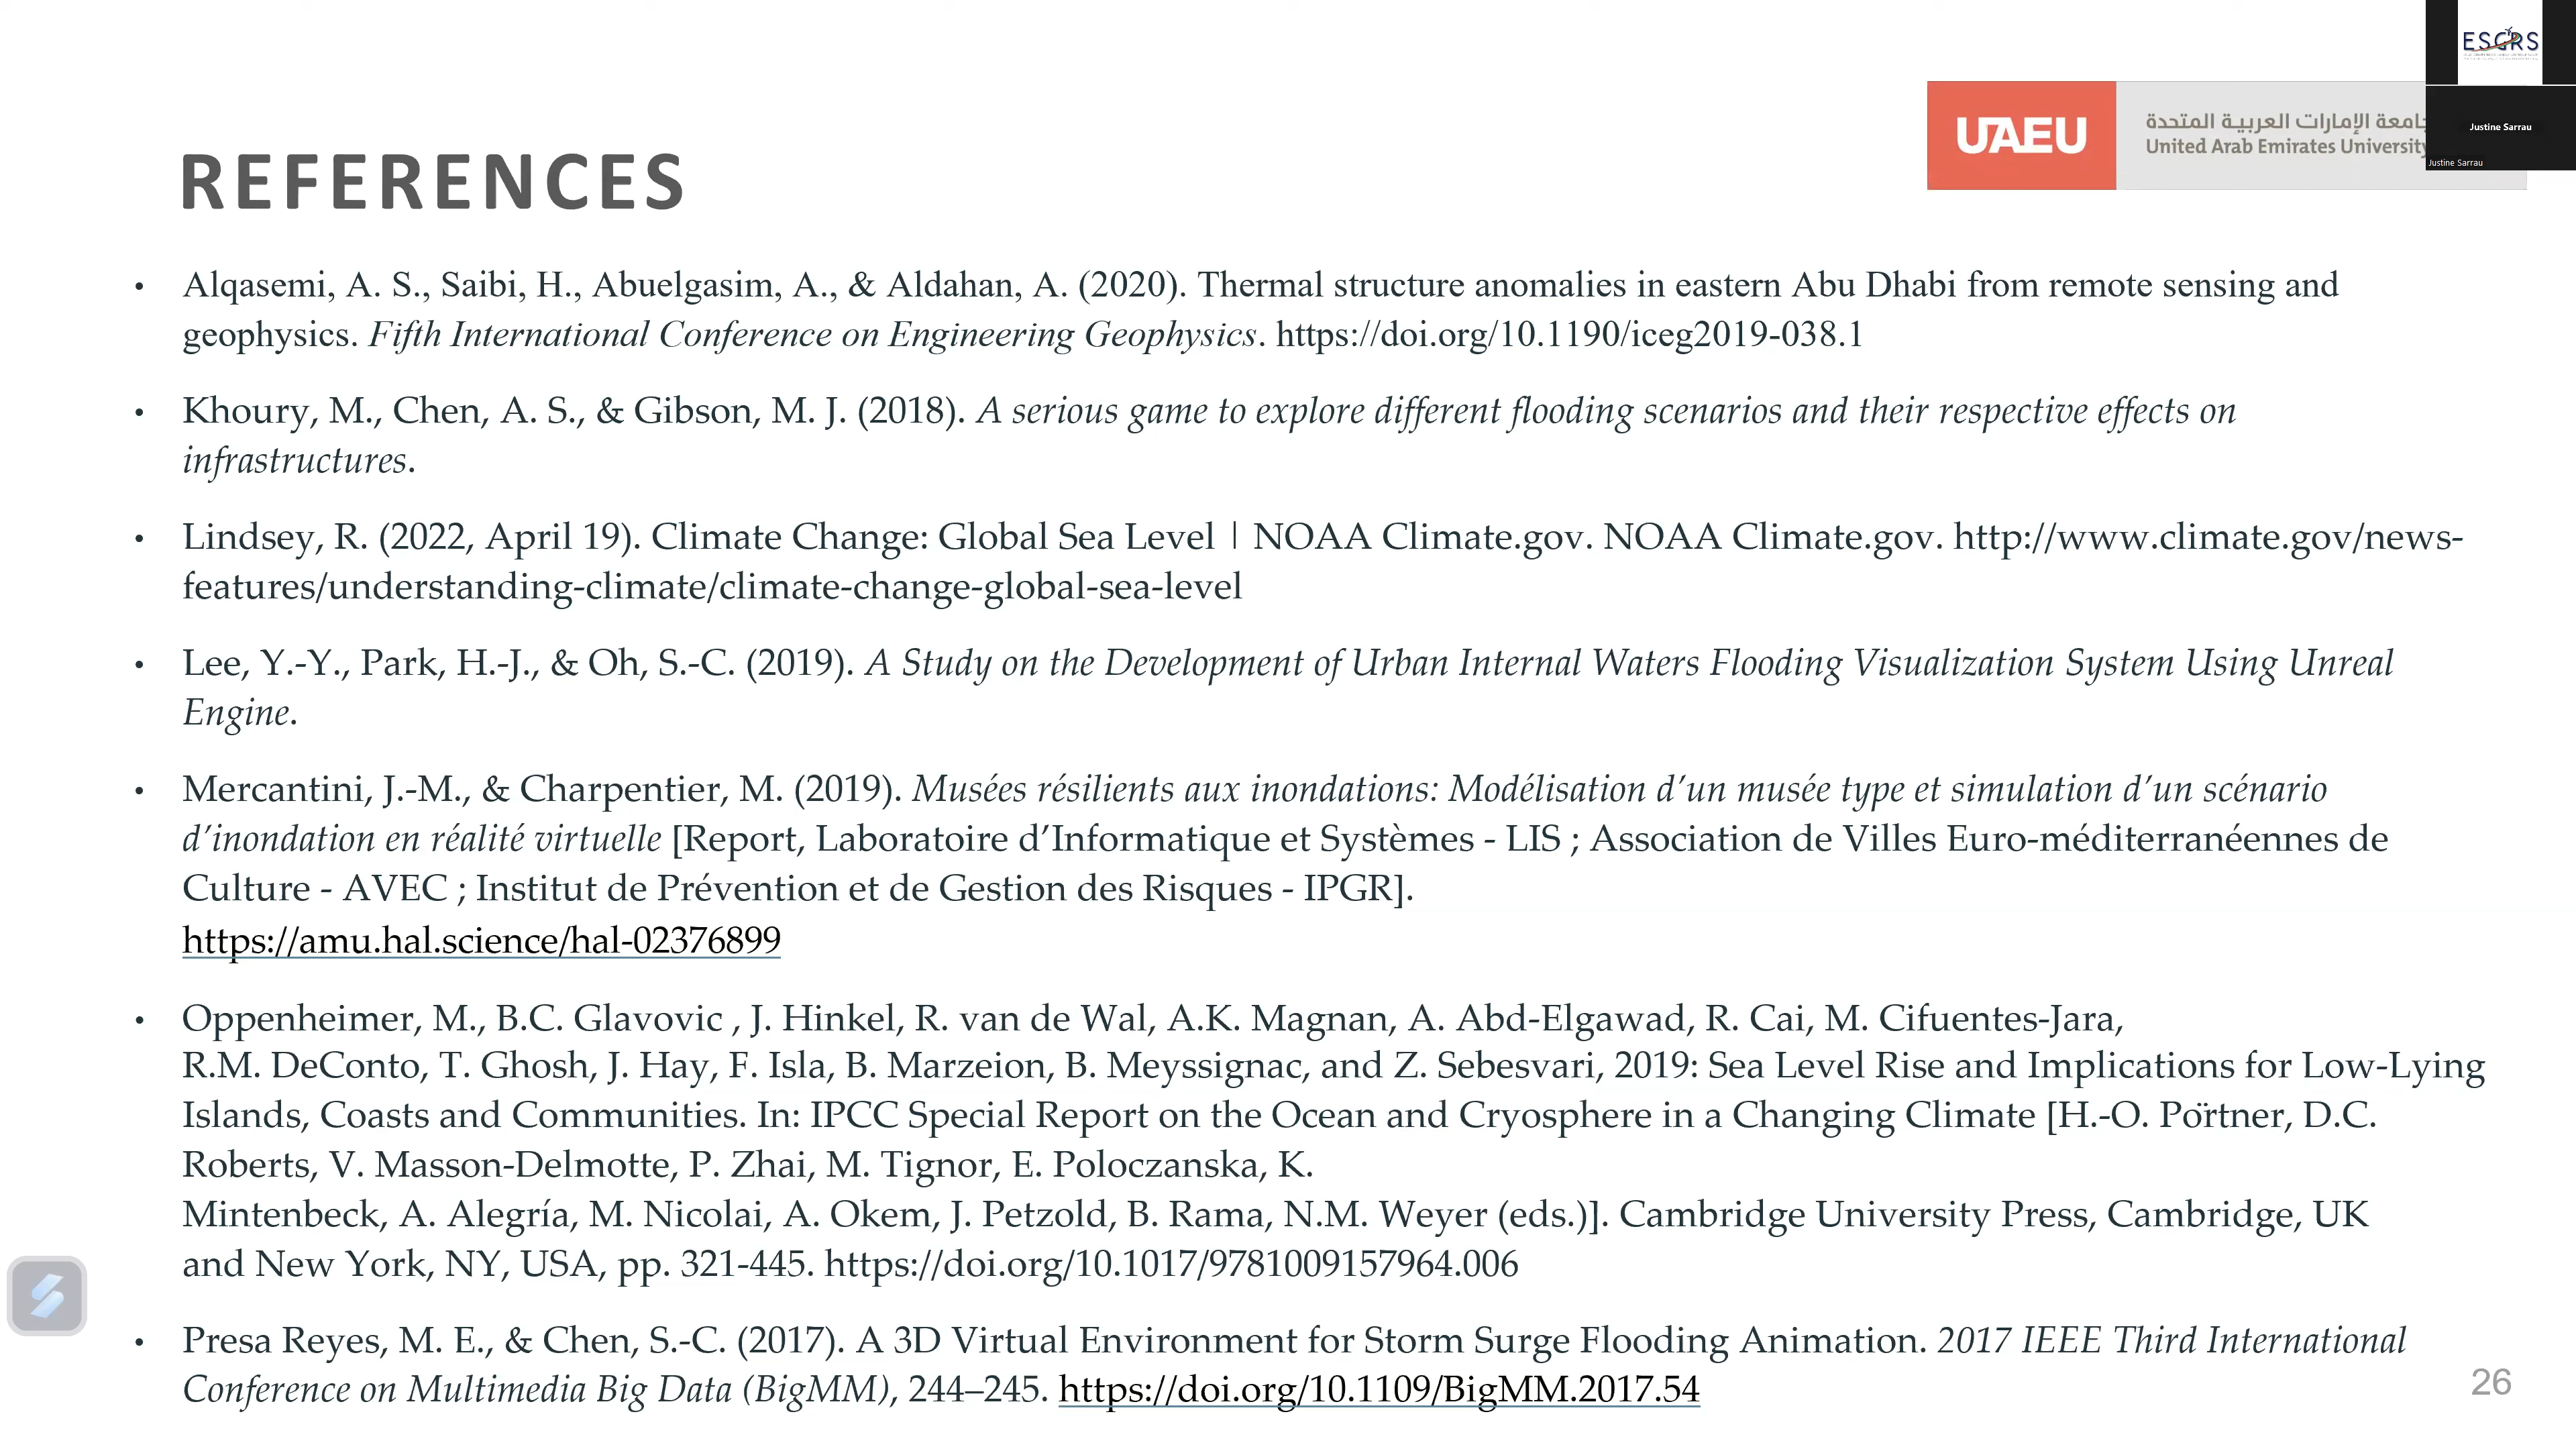 ESGRS
UAEU
جامعة الإمارات العربية المتحدة
United Arab Emirates University
Justine Sarrau
Justine Sarrau
REFERENCES
• Alqasemi, A. S., Saibi, H., Abuelgasim, A., & Aldahan, A. (2020). Thermal structure anomalies in eastern Abu Dhabi from remote sensing and
geophysics. Fifth International Conference on Engineering Geophysics. https://doi.org/10.1190/iceg2019-038.1
• Khoury, M., Chen, A. S., & Gibson, M. J. (2018). A serious game to explore different flooding scenarios and their respective effects on
infrastructures.
• Lindsey, R. (2022, April 19). Climate Change: Global Sea Level | NOAA Climate.gov. NOAA Climate.gov. http://www.climate.gov/news-
features/understanding-climate/climate-change-global-sea-level
• Lee, Y.-Y., Park, H.-J., & Oh, S.-C. (2019). A Study on the Development of Urban Internal Waters Flooding Visualization System Using Unreal
Engine.
• Mercantini, J.-M., & Charpentier, M. (2019). Musées résilients aux inondations: Modélisation d’un musée type et simulation d’un scénario
d’inondation en réalité virtuelle [Report, Laboratoire d’Informatique et Systèmes - LIS ; Association de Villes Euro-méditerranéennes de
Culture - AVEC ; Institut de Prévention et de Gestion des Risques - IPGR].
https://amu.hal.science/hal-02376899
• Oppenheimer, M., B.C. Glavovic , J. Hinkel, R. van de Wal, A.K. Magnan, A. Abd-Elgawad, R. Cai, M. Cifuentes-Jara,
R.M. DeConto, T. Ghosh, J. Hay, F. Isla, B. Marzeion, B. Meyssignac, and Z. Sebesvari, 2019: Sea Level Rise and Implications for Low-Lying
Islands, Coasts and Communities. In: IPCC Special Report on the Ocean and Cryosphere in a Changing Climate [H.-O. Pörtner, D.C.
Roberts, V. Masson-Delmotte, P. Zhai, M. Tignor, E. Poloczanska, K.
Mintenbeck, A. Alegría, M. Nicolai, A. Okem, J. Petzold, B. Rama, N.M. Weyer (eds.)]. Cambridge University Press, Cambridge, UK
and New York, NY, USA, pp. 321-445. https://doi.org/10.1017/9781009157964.006
• Presa Reyes, M. E., & Chen, S.-C. (2017). A 3D Virtual Environment for Storm Surge Flooding Animation. 2017 IEEE Third International
Conference on Multimedia Big Data (BigMM), 244–245. https://doi.org/10.1109/BigMM.2017.54
26